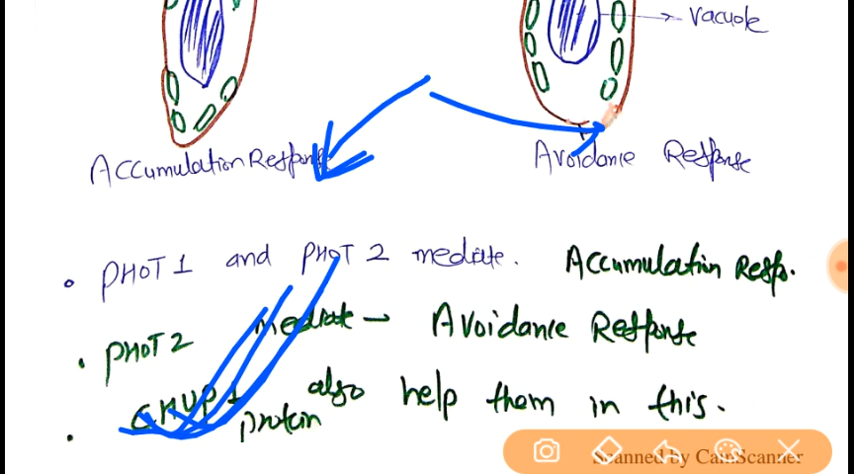 vacuole
Accumulation Response
Avoidance Response
• PHOT 1 and PHOT 2 mediate. Accumulation Resp.
• PHOT 2 mediate → Avoidance Response
• CHUP1 protein also help them in this.
Scanned by CamScanner